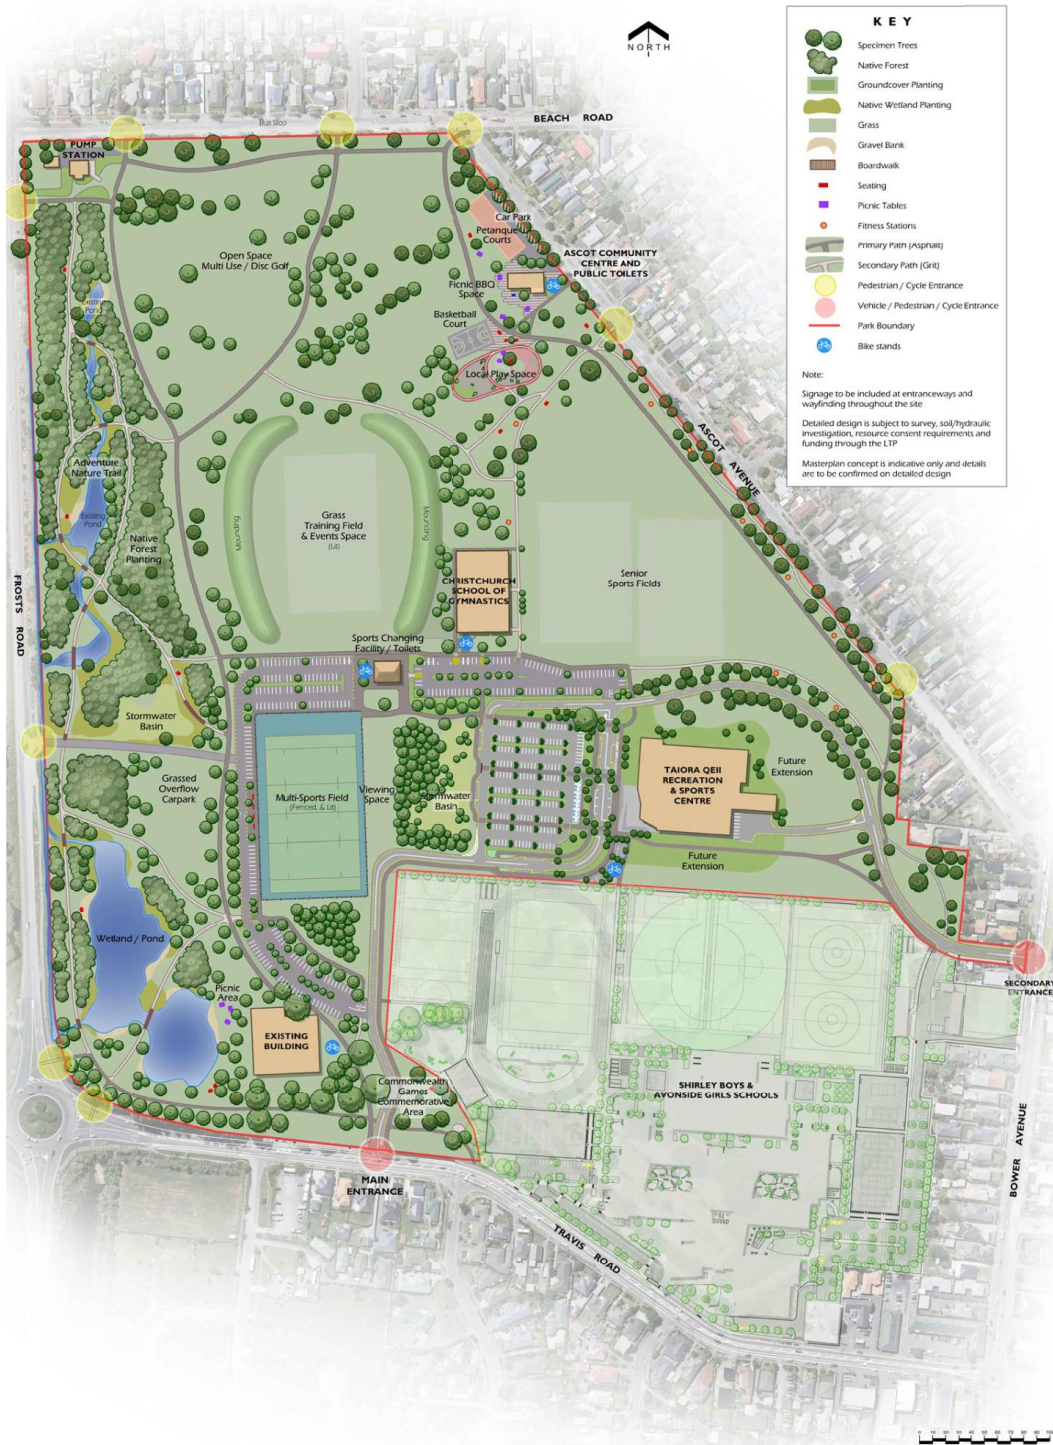 NORTH
KEY
Specimen Trees
Native Forest
Groundcover Planting
Native Wetland Planting
Grass
Gravel Bank
Boardwalk
Seating
Picnic Tables
Fitness Stations
Primary Path (Asphalt)
Secondary Path (Grit)
Pedestrian / Cycle Entrance
Vehicle / Pedestrian / Cycle Entrance
Park Boundary
Bike stands
Note:
Signage to be included at entranceways and
wayfinding throughout the site
Detailed design is subject to survey, soil/hydraulic
investigation, resource consent requirements and
funding through the LTP
Masterplan concept is indicative only and details
are to be confirmed on detailed design
Bus Stop
BEACH ROAD
PUMP
STATION
Car Park
Petanque
Courts
ASCOT COMMUNITY
CENTRE AND
PUBLIC TOILETS
Open Space
Multi Use / Disc Golf
Picnic BBQ
Space
Existing
Pond
Basketball
Court
Local Play Space
ASCOT AVENUE
Adventure
Nature Trail
Existing
Pond
Native
Forest
Planting
Mounding
Grass
Training Field
& Events Space
(Lit)
Mounding
CHRISTCHURCH
SCHOOL OF
GYMNASTICS
Senior
Sports Fields
FROSTS ROAD
Sports Changing
Facility / Toilets
Stormwater
Basin
Grassed
Overflow
Carpark
Multi-Sports Field
(Fenced, & Lit)
Viewing
Space
Stormwater
Basin
TAIORA QEII
RECREATION
& SPORTS
CENTRE
Future
Extension
Future
Extension
Wetland / Pond
Picnic
Area
EXISTING
BUILDING
SECONDARY
ENTRANCE
Commonwealth
Games
Commemorative
Area
SHIRLEY BOYS &
AVONSIDE GIRLS SCHOOLS
BOWER AVENUE
MAIN
ENTRANCE
TRAVIS ROAD